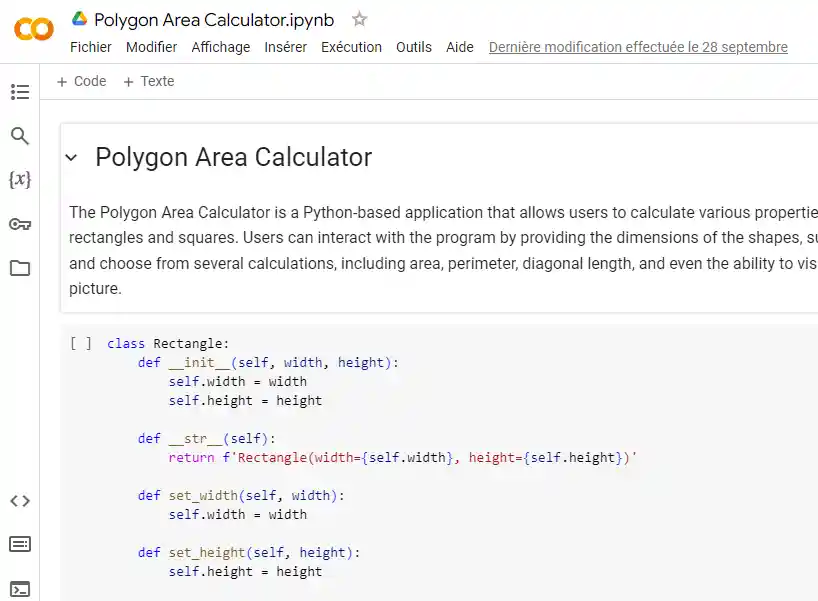 Polygon Area Calculator.ipynb
Fichier Modifier Affichage Insérer Exécution Outils Aide Dernière modification effectuée le 28 septembre
+ Code + Texte
Polygon Area Calculator
The Polygon Area Calculator is a Python-based application that allows users to calculate various propertie
rectangles and squares. Users can interact with the program by providing the dimensions of the shapes, su
and choose from several calculations, including area, perimeter, diagonal length, and even the ability to vis
picture.
[ ] class Rectangle:
    def __init__(self, width, height):
        self.width = width
        self.height = height
    def __str__(self):
        return f'Rectangle(width={self.width}, height={self.height})'
    def set_width(self, width):
        self.width = width
    def set_height(self, height):
        self.height = height